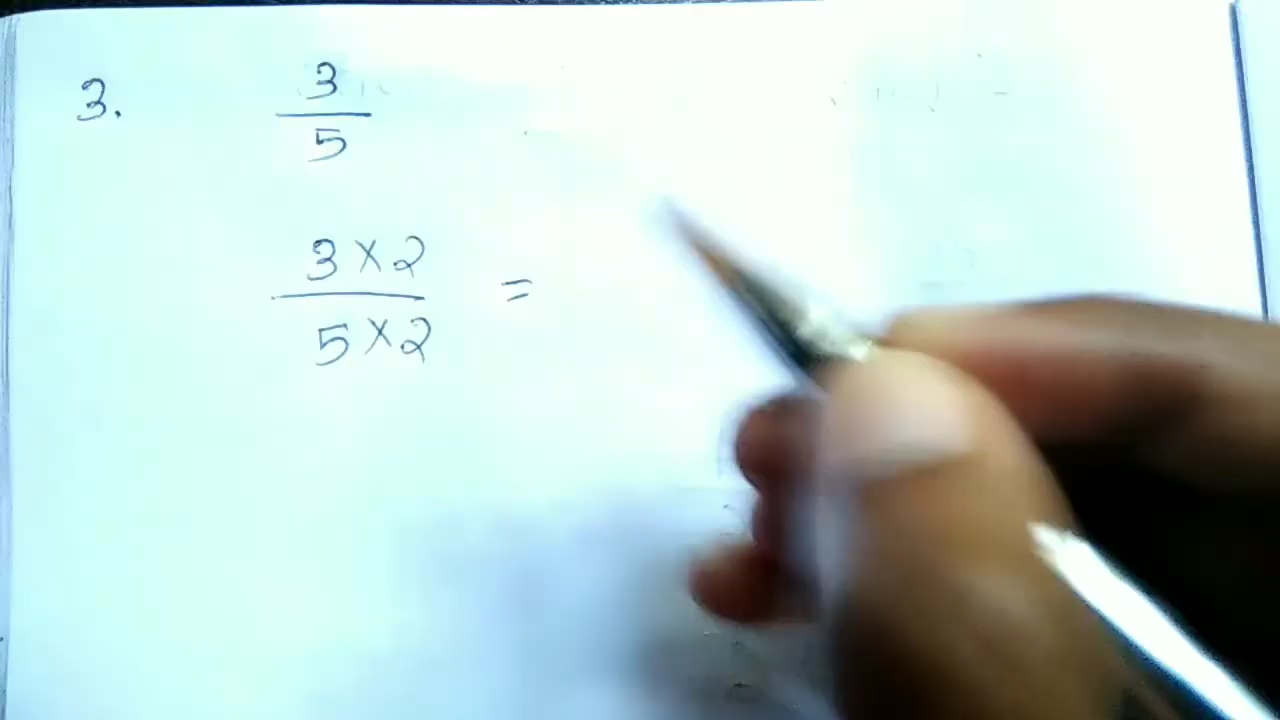 3. 3/5
3 × 2 / 5 × 2 =